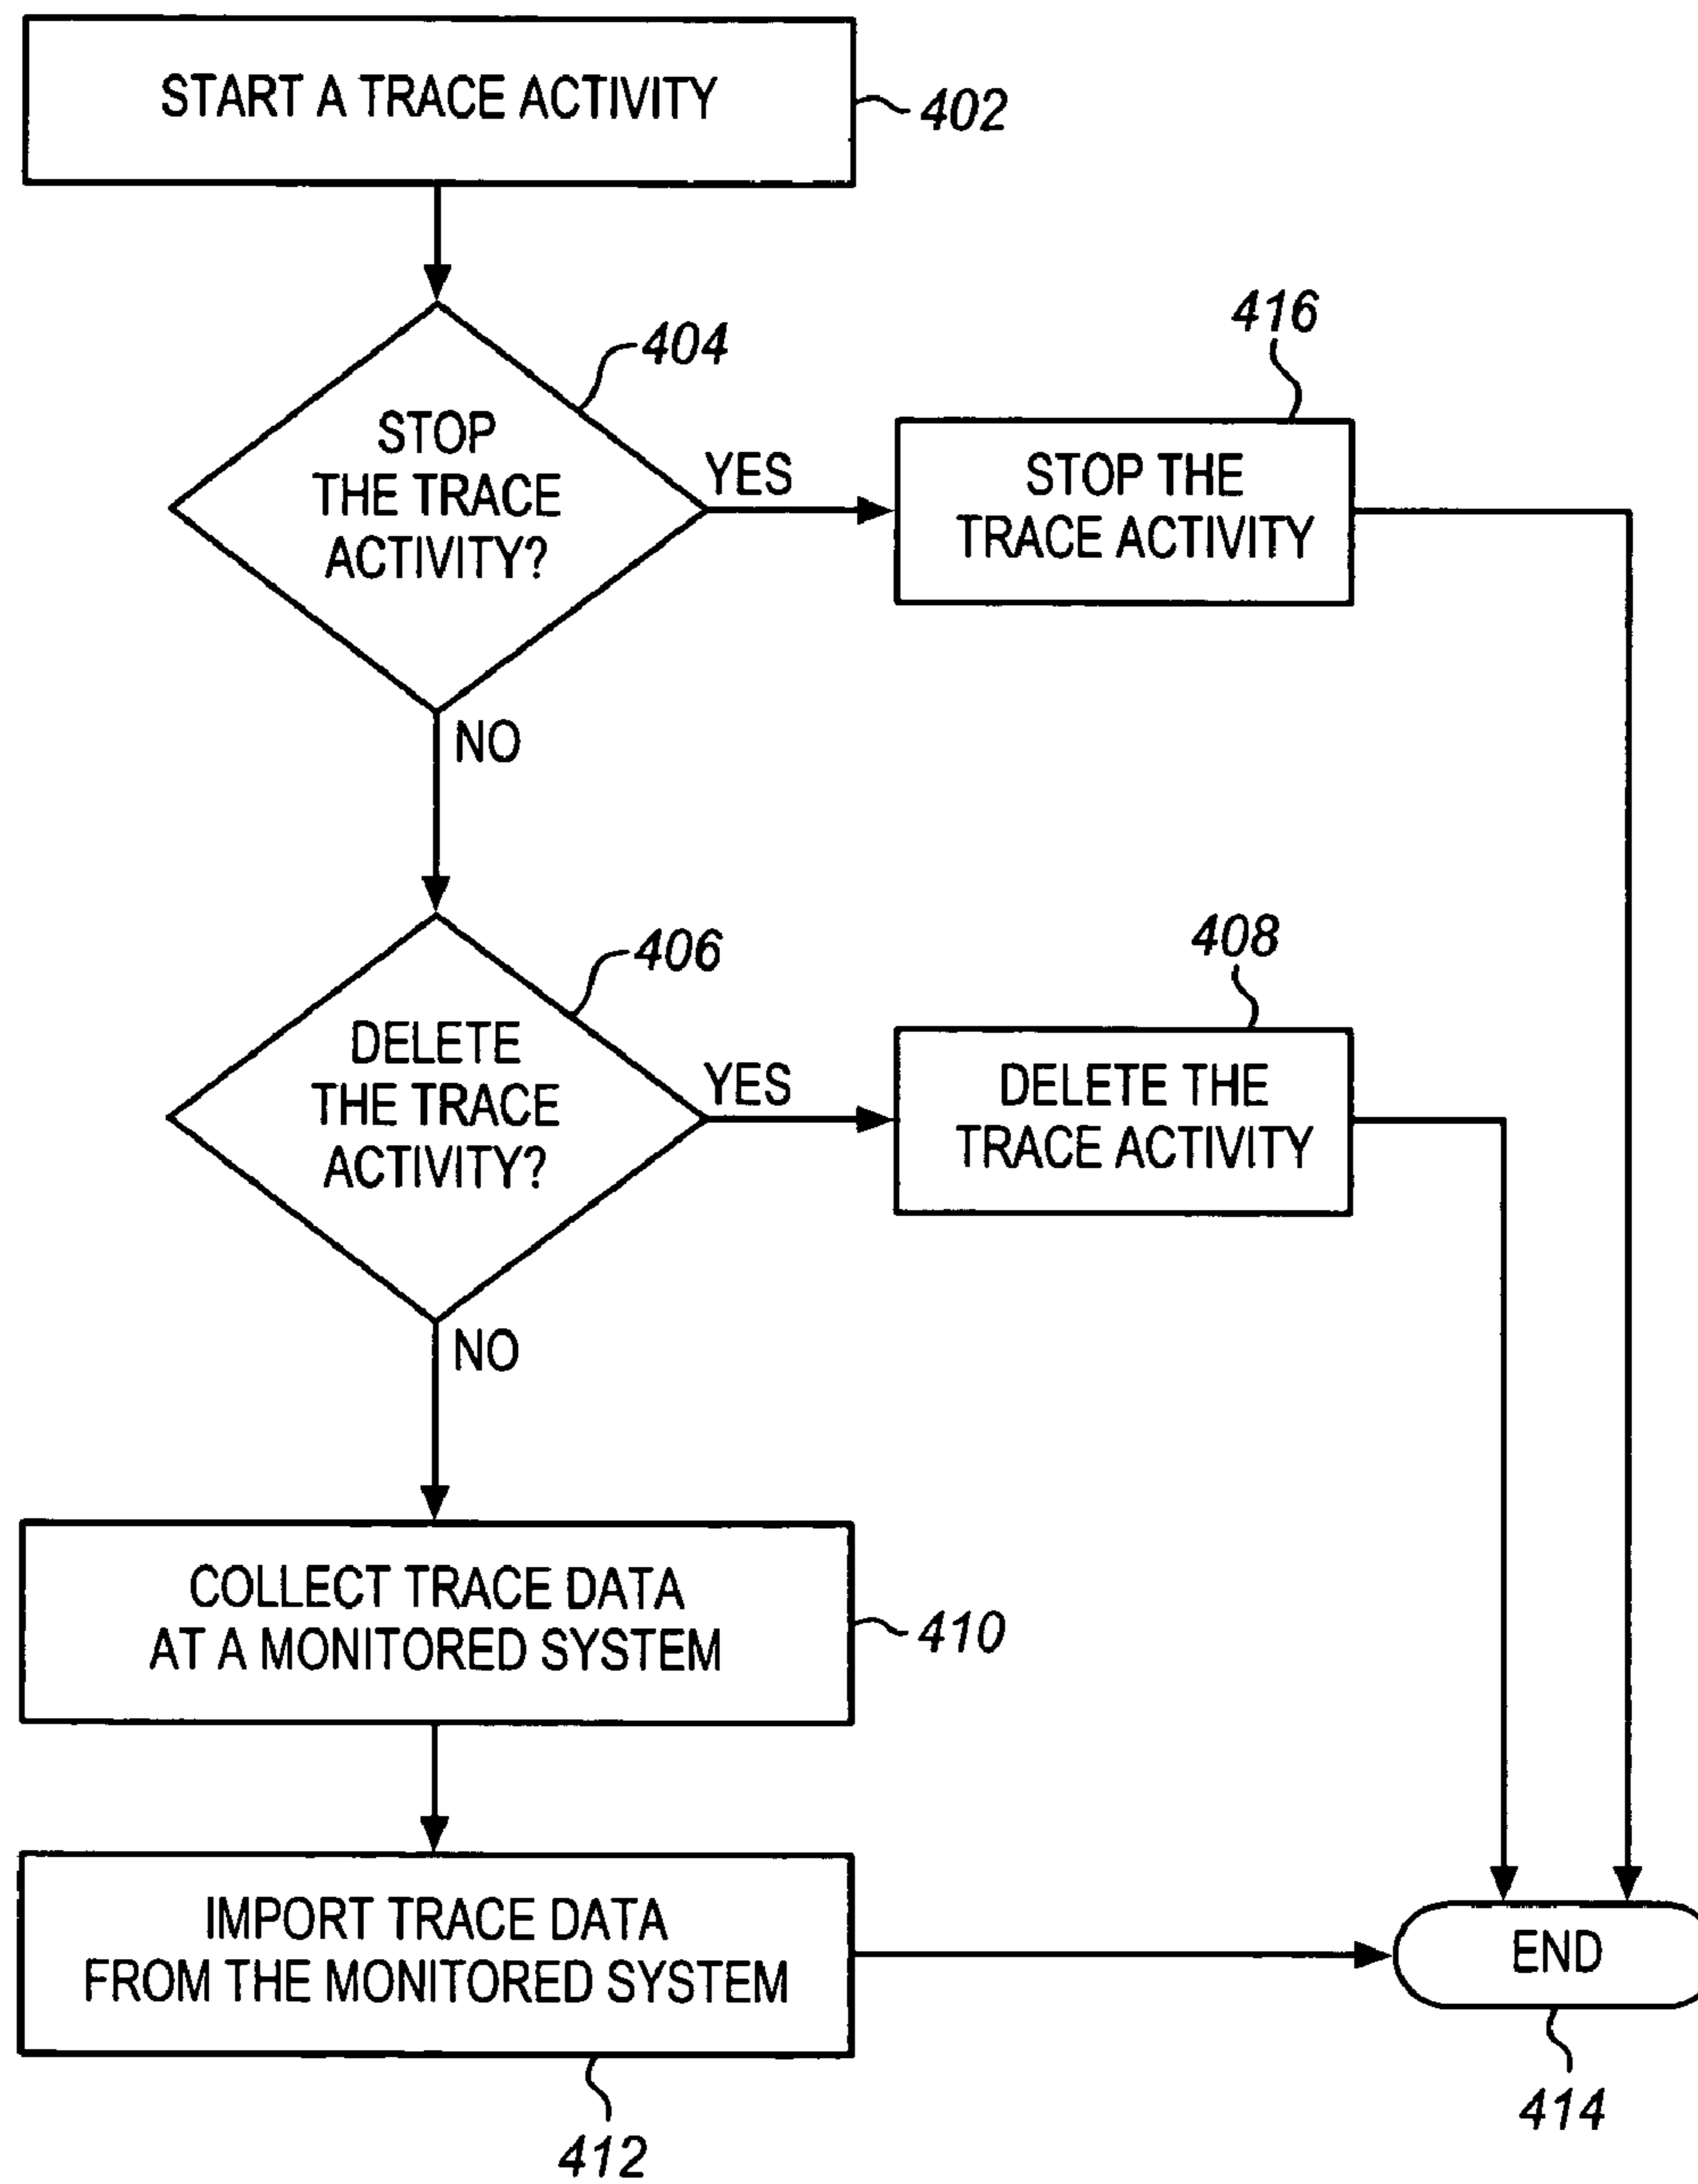 START A TRACE ACTIVITY
402
404
STOP
THE TRACE
ACTIVITY?
YES
416
STOP THE
TRACE ACTIVITY
NO
406
DELETE
THE TRACE
ACTIVITY?
YES
408
DELETE THE
TRACE ACTIVITY
NO
COLLECT TRACE DATA
AT A MONITORED SYSTEM
410
IMPORT TRACE DATA
FROM THE MONITORED SYSTEM
412
END
414